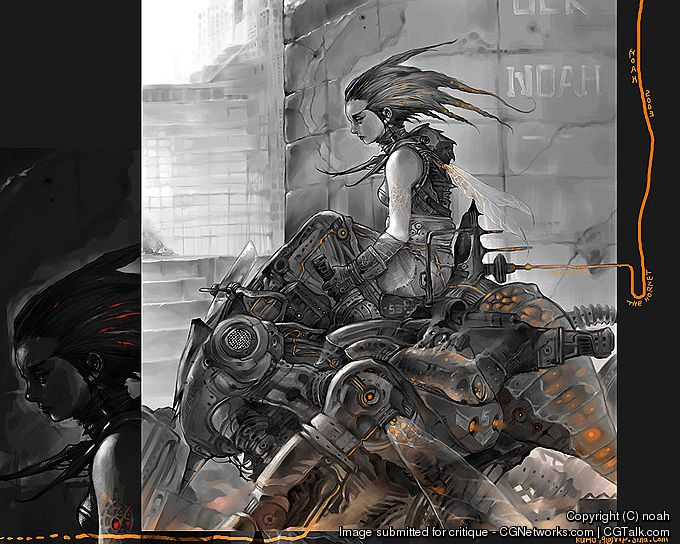 NOAH
NOAH 2003
THE HORNET
Copyright (C) noah
Image submitted for critique - CGNetworks.com | CGTalk.com